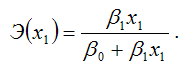 Э(x₁) = β₁x₁ / (β₀ + β₁x₁) .